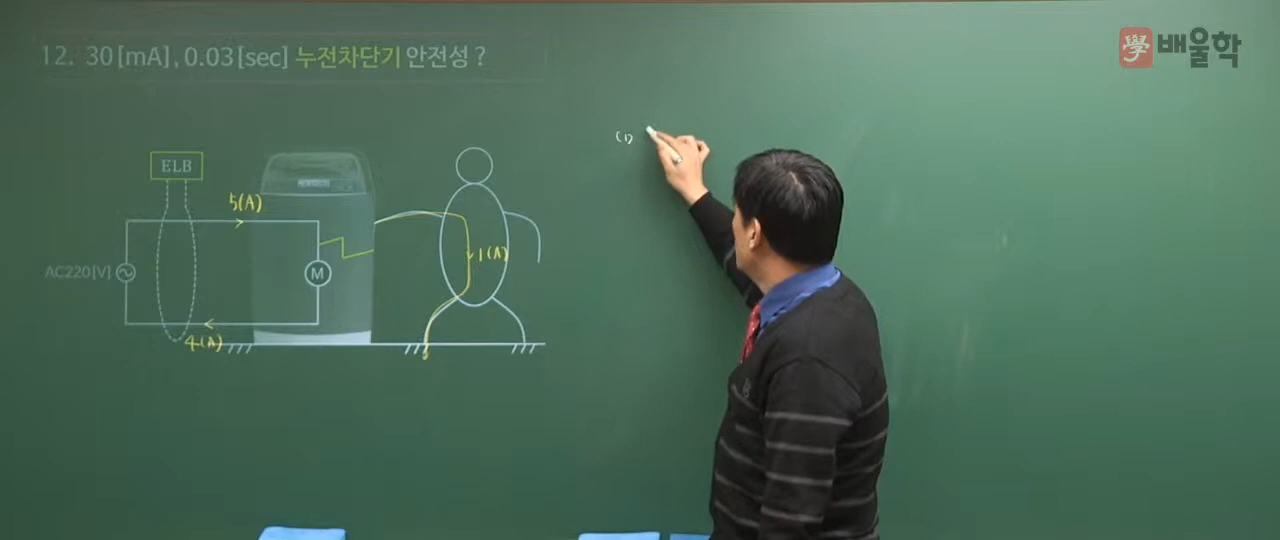 12. 30[mA], 0.03[sec] 누전차단기 안전성 ?
學 배울학
(1)
ELB
5(A)
1(A)
AC220[V]
M
4(A)